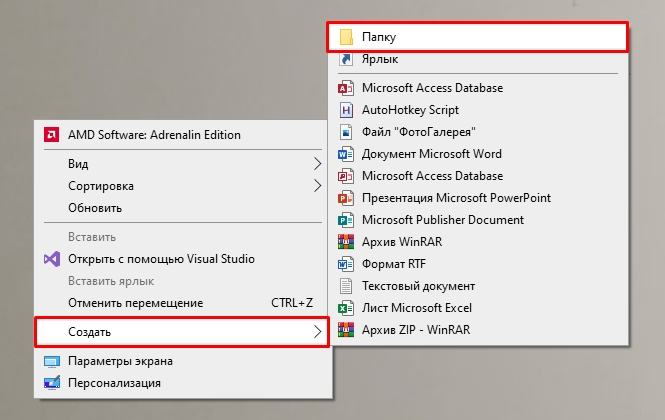 AMD Software: Adrenalin Edition
Вид
Сортировка
Обновить
Вставить
Открыть с помощью Visual Studio
Вставить ярлык
Отменить перемещение CTRL+Z
Создать
Параметры экрана
Персонализация
Папку
Ярлык
Microsoft Access Database
AutoHotkey Script
Файл "ФотоГалерея"
Документ Microsoft Word
Microsoft Access Database
Презентация Microsoft PowerPoint
Microsoft Publisher Document
Архив WinRAR
Формат RTF
Текстовый документ
Лист Microsoft Excel
Архив ZIP - WinRAR